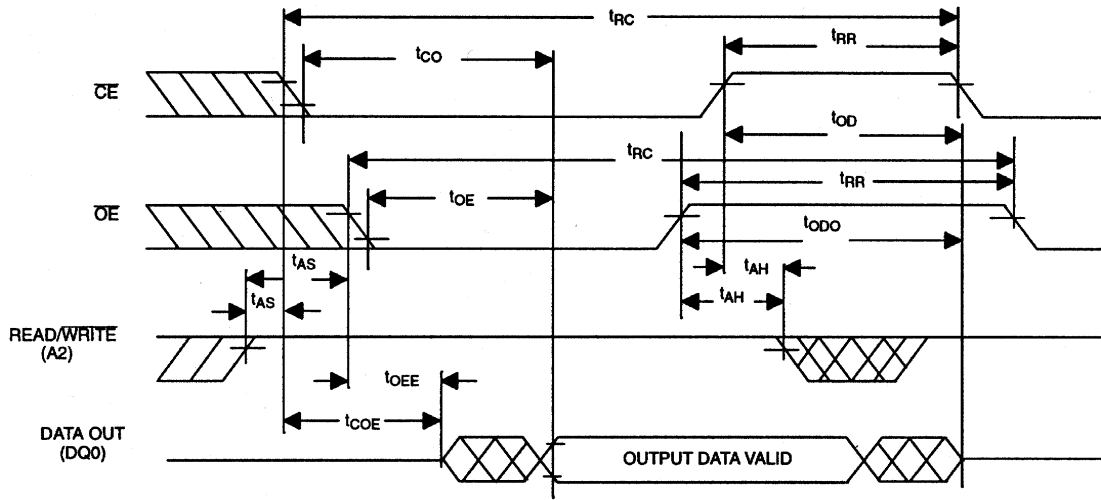 tRC
tRR
tCO
CE
tOD
tRC
tRR
tOE
OE
tODO
tAS
tAH
tAS
tAH
READ/WRITE
(A2)
tOEE
tCOE
DATA OUT
(DQ0)
OUTPUT DATA VALID